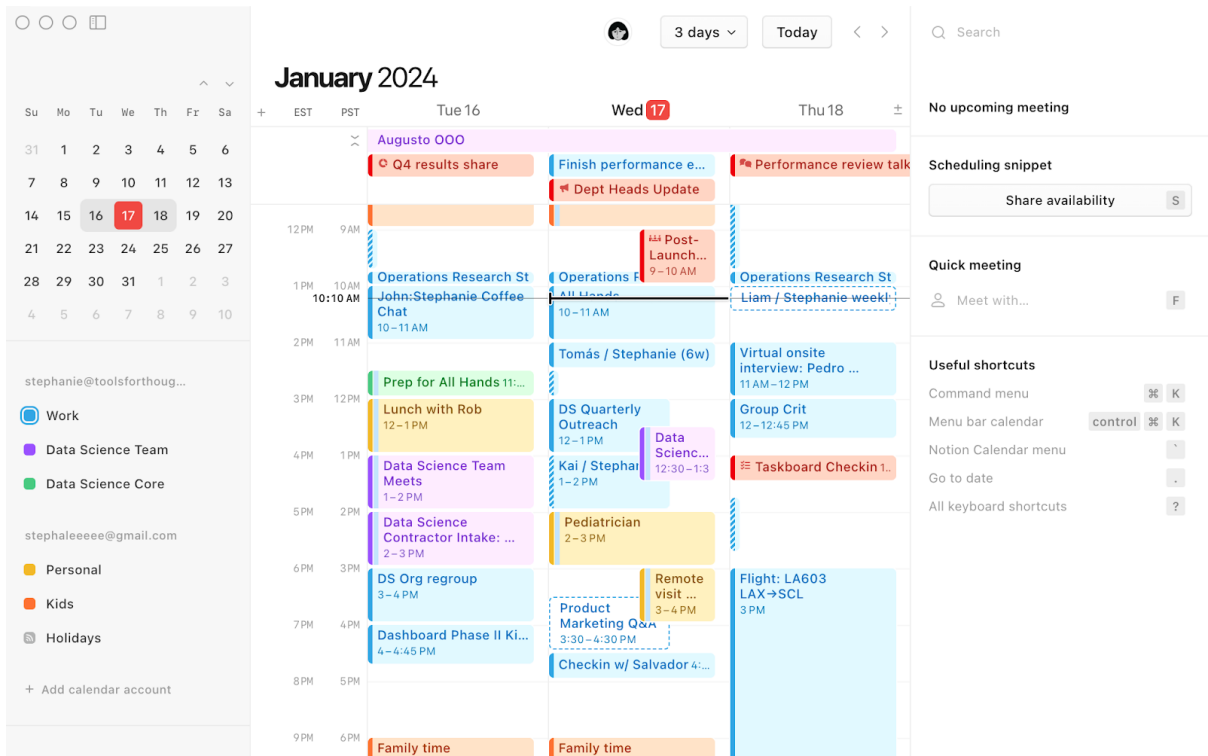 3 days
Today
Search
January 2024
Su Mo Tu We Th Fr Sa
31 1 2 3 4 5 6
7 8 9 10 11 12 13
14 15 16 17 18 19 20
21 22 23 24 25 26 27
28 29 30 31 1 2 3
4 5 6 7 8 9 10
stephanie@toolsforthoug...
Work
Data Science Team
Data Science Core
stephaleeeee@gmail.com
Personal
Kids
Holidays
+ Add calendar account
+ EST PST Tue 16 Wed 17 Thu 18 ±
Augusto OOO
Q4 results share
Finish performance e...
Performance review talk
Dept Heads Update
12 PM 9 AM
1 PM 10 AM
10:10 AM
2 PM 11 AM
3 PM 12 PM
4 PM 1 PM
5 PM 2 PM
6 PM 3 PM
7 PM 4 PM
8 PM 5 PM
9 PM 6 PM
Operations Research St
John:Stephanie Coffee
Chat
10–11 AM
Prep for All Hands 11:...
Lunch with Rob
12–1 PM
Data Science Team
Meets
1–2 PM
Data Science
Contractor Intake: ...
2–3 PM
DS Org regroup
3–4 PM
Dashboard Phase II Ki...
4–4:45 PM
Family time
Post-
Launch...
9–10 AM
Operations R
All Hands
10–11 AM
Tomás / Stephanie (6w)
DS Quarterly
Outreach
12–1 PM
Data
Scienc...
12:30–1:3
Kai / Stephan
1–2 PM
Pediatrician
2–3 PM
Remote
visit ...
3–4 PM
Product
Marketing Q&A
3:30–4:30 PM
Checkin w/ Salvador 4:...
Family time
Operations Research St
Liam / Stephanie weekly
Virtual onsite
interview: Pedro ...
11 AM–12 PM
Group Crit
12–12:45 PM
Taskboard Checkin 1..
Flight: LA603
LAX→SCL
3 PM
No upcoming meeting
Scheduling snippet
Share availability S
Quick meeting
Meet with... F
Useful shortcuts
Command menu ⌘ K
Menu bar calendar control ⌘ K
Notion Calendar menu `
Go to date .
All keyboard shortcuts ?